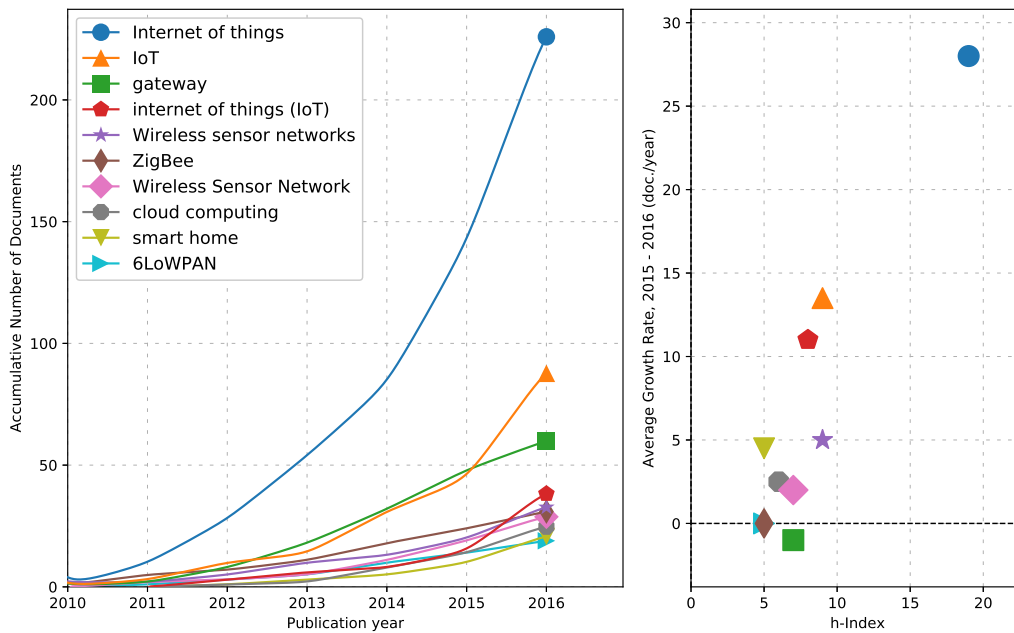 Internet of things
IoT
gateway
internet of things (IoT)
Wireless sensor networks
ZigBee
Wireless Sensor Network
cloud computing
smart home
6LoWPAN
Accumulative Number of Documents
200
150
100
50
0
2010 2011 2012 2013 2014 2015 2016
Publication year
Average Growth Rate, 2015 - 2016 (doc./year)
30
25
20
15
10
5
0
0 5 10 15 20
h-Index